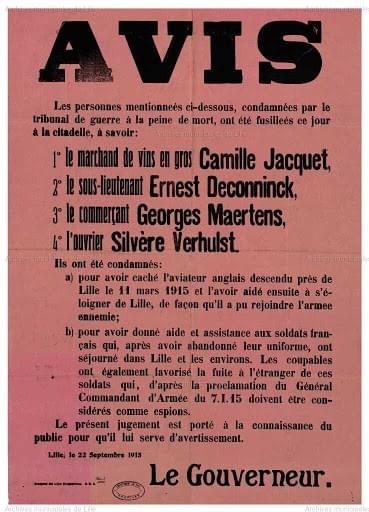 Archives municipales de Lille
AVIS
Les personnes mentionneés ci-dessous, condamnées par le
tribunal de guerre à la peine de mort, ont été fusilleés ce jour
à la citadelle, à savoir:
1° le marchand de vins en gros Camille Jacquet,
2° le sous-lieutenant Ernest Deconninck,
3° le commerçant Georges Maertens,
4° l'ouvrier Silvère Verhulst.
Ils ont été condamnés:
a) pour avoir caché l'aviateur anglais descendu près de
Lille le 11 mars 1915 et l'avoir aidé ensuite à s'é-
loigner de Lille, de façon qu'il a pu rejoindre l'armee
ennemie;
b) pour avoir donné aide et assistance aux soldats fran-
çais qui, après avoir abandonné leur uniforme, ont
séjourné dans Lille et les environs. Les coupables
ont également favorisé la fuite à l'étranger de ces
soldats qui, d'après la proclamation du Général
Commandant d'Armée du 7.I.15 doivent être con-
sidérés comme espions.
Le présent jugement est porté à la connaissance du
public pour qu'il lui serve d'avertissement.
Lille, le 22 Septembre 1915
Le Gouverneur.
Archives municipales de Lille